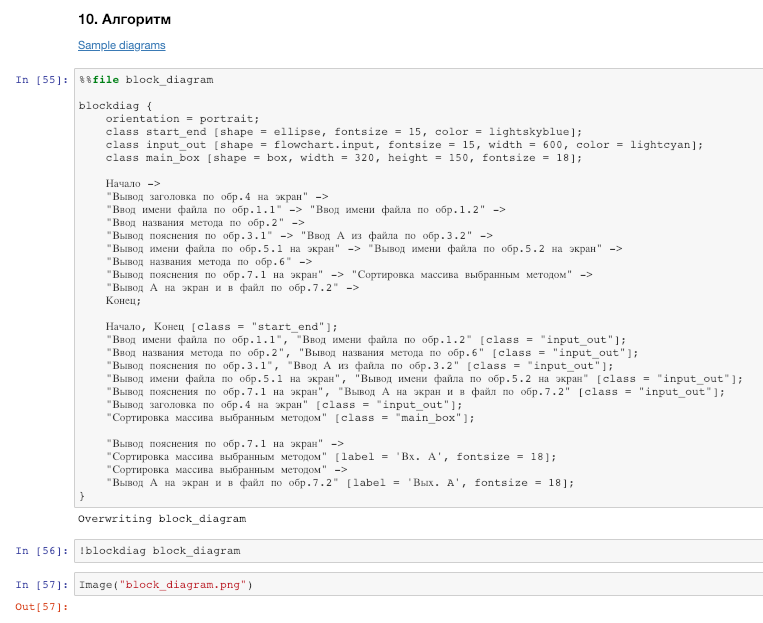 10. Алгоритм
Sample diagrams
In [55]: %%file block_diagram
blockdiag {
orientation = portrait;
class start_end [shape = ellipse, fontsize = 15, color = lightskyblue];
class input_out [shape = flowchart.input, fontsize = 15, width = 600, color = lightcyan];
class main_box [shape = box, width = 320, height = 150, fontsize = 18];
Начало ->
"Вывод заголовка по обр.4 на экран" ->
"Ввод имени файла по обр.1.1" -> "Ввод имени файла по обр.1.2" ->
"Ввод названия метода по обр.2" ->
"Вывод пояснения по обр.3.1" -> "Ввод А из файла по обр.3.2" ->
"Вывод имени файла по обр.5.1 на экран" -> "Вывод имени файла по обр.5.2 на экран" ->
"Вывод названия метода по обр.6" ->
"Вывод пояснения по обр.7.1 на экран" -> "Сортировка массива выбранным методом" ->
"Вывод А на экран и в файл по обр.7.2" ->
Конец;
Начало, Конец [class = "start_end"];
"Ввод имени файла по обр.1.1", "Ввод имени файла по обр.1.2" [class = "input_out"];
"Ввод названия метода по обр.2", "Вывод названия метода по обр.6" [class = "input_out"];
"Вывод пояснения по обр.3.1", "Ввод А из файла по обр.3.2" [class = "input_out"];
"Вывод имени файла по обр.5.1 на экран", "Вывод имени файла по обр.5.2 на экран" [class = "input_out"];
"Вывод пояснения по обр.7.1 на экран", "Вывод А на экран и в файл по обр.7.2" [class = "input_out"];
"Вывод заголовка по обр.4 на экран" [class = "input_out"];
"Сортировка массива выбранным методом" [class = "main_box"];
"Вывод пояснения по обр.7.1 на экран" ->
"Сортировка массива выбранным методом" [label = 'Вх. А', fontsize = 18];
"Сортировка массива выбранным методом" ->
"Вывод А на экран и в файл по обр.7.2" [label = 'Вых. А', fontsize = 18];
}
Overwriting block_diagram
In [56]: !blockdiag block_diagram
In [57]: Image("block_diagram.png")
Out[57]: